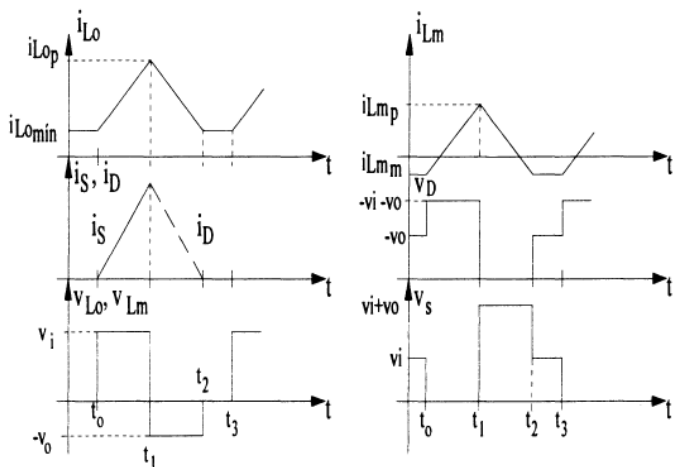 iLo
iLop
iLomín
t
iS, iD
iS
iD
t
vLo, vLm
vi
to
t2
t3
t
-vo
t1
iLm
iLmp
iLmm
t
vD
-vi -vo
-vo
t
vi+vo
vs
vi
to
t1
t2
t3
t